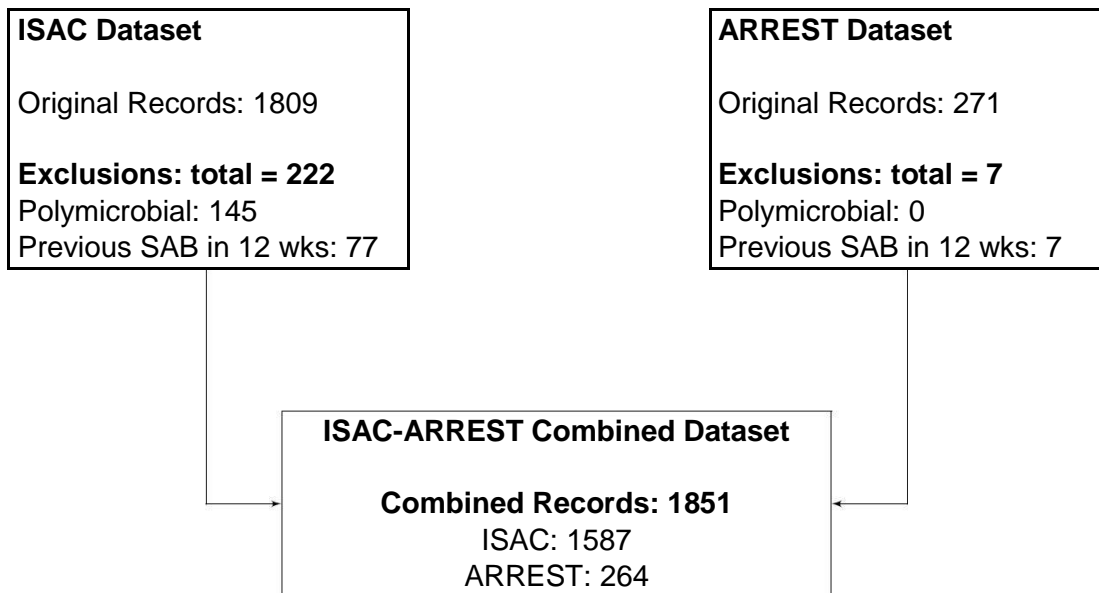 ISAC Dataset
Original Records: 1809
Exclusions: total = 222
Polymicrobial: 145
Previous SAB in 12 wks: 77
ARREST Dataset
Original Records: 271
Exclusions: total = 7
Polymicrobial: 0
Previous SAB in 12 wks: 7
ISAC-ARREST Combined Dataset
Combined Records: 1851
ISAC: 1587
ARREST: 264